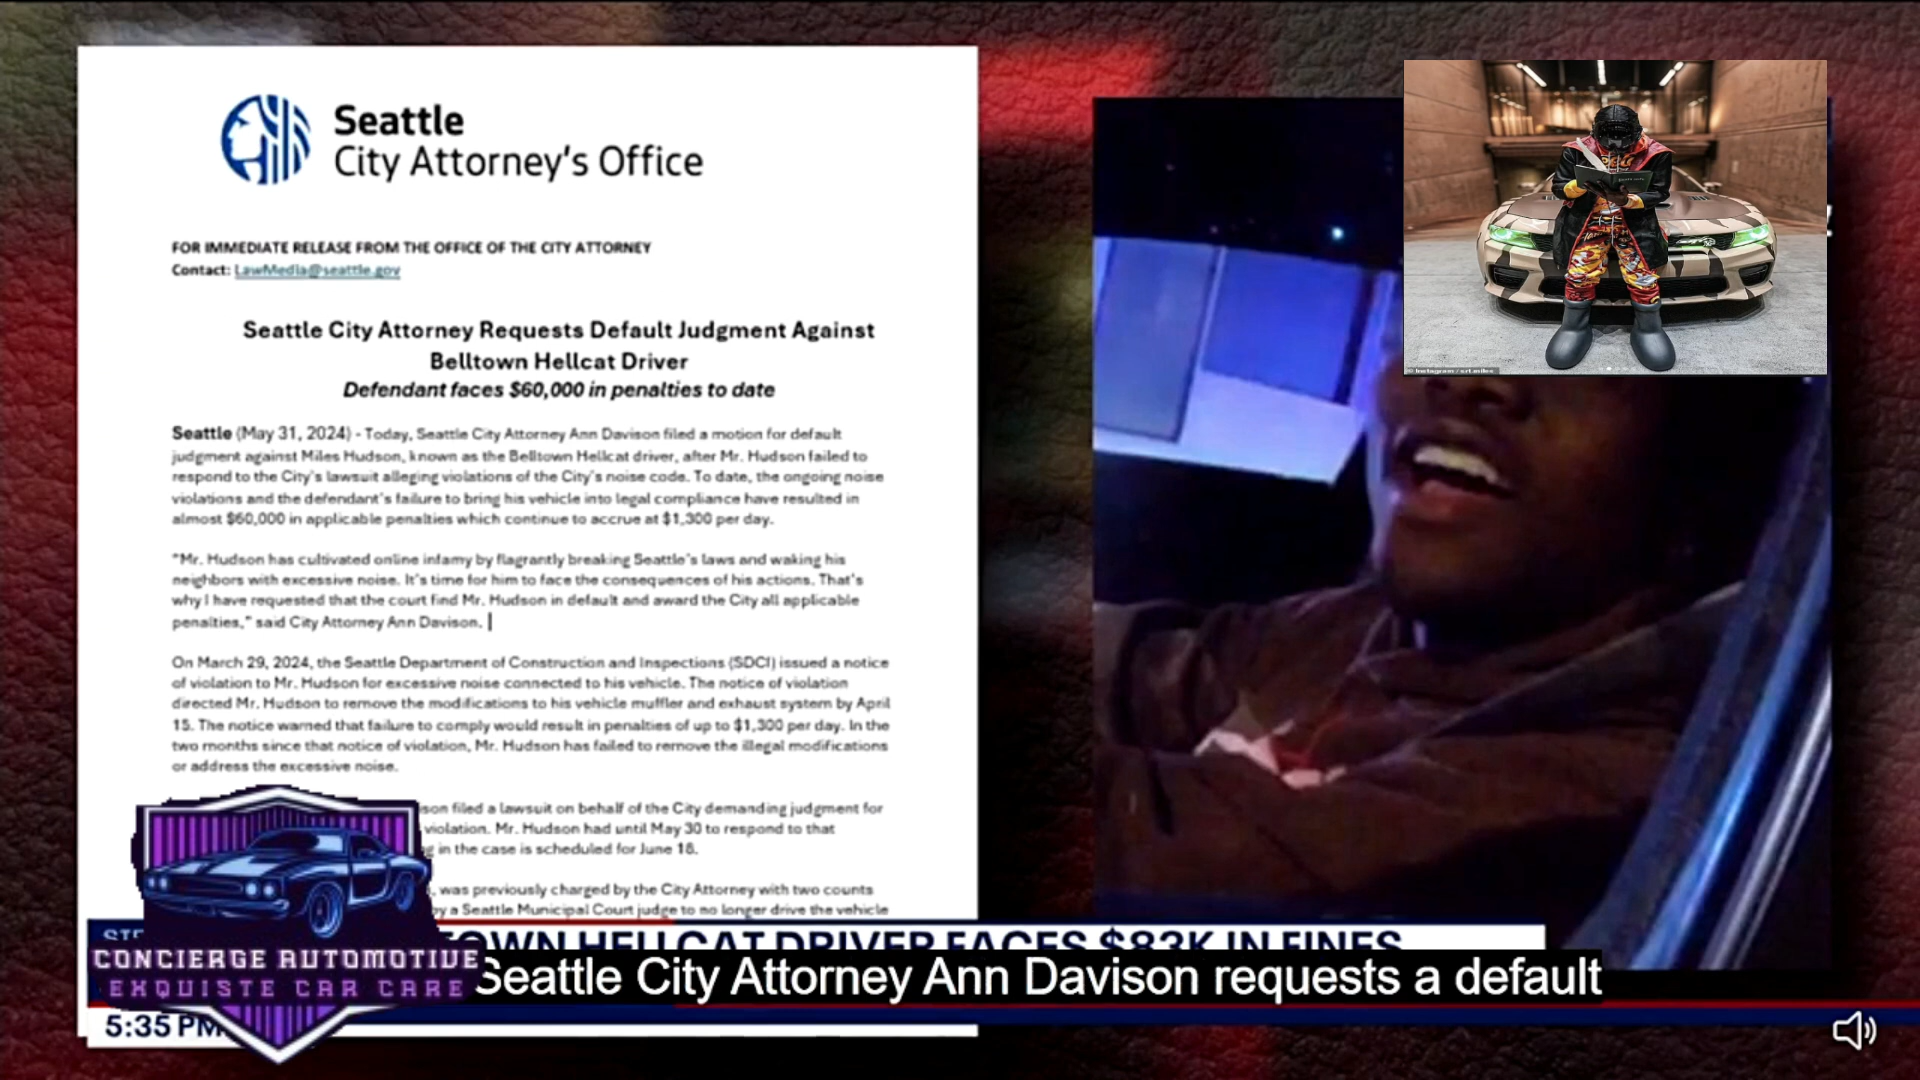 Seattle
City Attorney's Office
FOR IMMEDIATE RELEASE FROM THE OFFICE OF THE CITY ATTORNEY
Contact: LawMedia@seattle.gov
Seattle City Attorney Requests Default Judgment Against
Belltown Hellcat Driver
Defendant faces $60,000 in penalties to date
Seattle (May 31, 2024) - Today, Seattle City Attorney Ann Davison filed a motion for default
judgment against Miles Hudson, known as the Belltown Hellcat driver, after Mr. Hudson failed to
respond to the City's lawsuit alleging violations of the City's noise code. To date, the ongoing noise
violations and the defendant's failure to bring his vehicle into legal compliance have resulted in
almost $60,000 in applicable penalties which continue to accrue at $1,300 per day.
"Mr. Hudson has cultivated online infamy by flagrantly breaking Seattle's laws and waking his
neighbors with excessive noise. It's time for him to face the consequences of his actions. That's
why I have requested that the court find Mr. Hudson in default and award the City all applicable
penalties," said City Attorney Ann Davison.
On March 29, 2024, the Seattle Department of Construction and Inspections (SDCI) issued a notice
of violation to Mr. Hudson for excessive noise connected to his vehicle. The notice of violation
directed Mr. Hudson to remove the modifications to his vehicle muffler and exhaust system by April
15. The notice warned that failure to comply would result in penalties of up to $1,300 per day. In the
two months since that notice of violation, Mr. Hudson has failed to remove the illegal modifications
or address the excessive noise.
son filed a lawsuit on behalf of the City demanding judgment for
violation. Mr. Hudson had until May 30 to respond to that
in the case is scheduled for June 18.
, was previously charged by the City Attorney with two counts
by a Seattle Municipal Court judge to no longer drive the vehicle
TOWN HELLCAT DRIVER FACES $83K IN FINES
CONCIERGE AUTOMOTIVE
EXQUISTE CAR CARE
Seattle City Attorney Ann Davison requests a default
5:35 PM
© Instagram / srt.miles